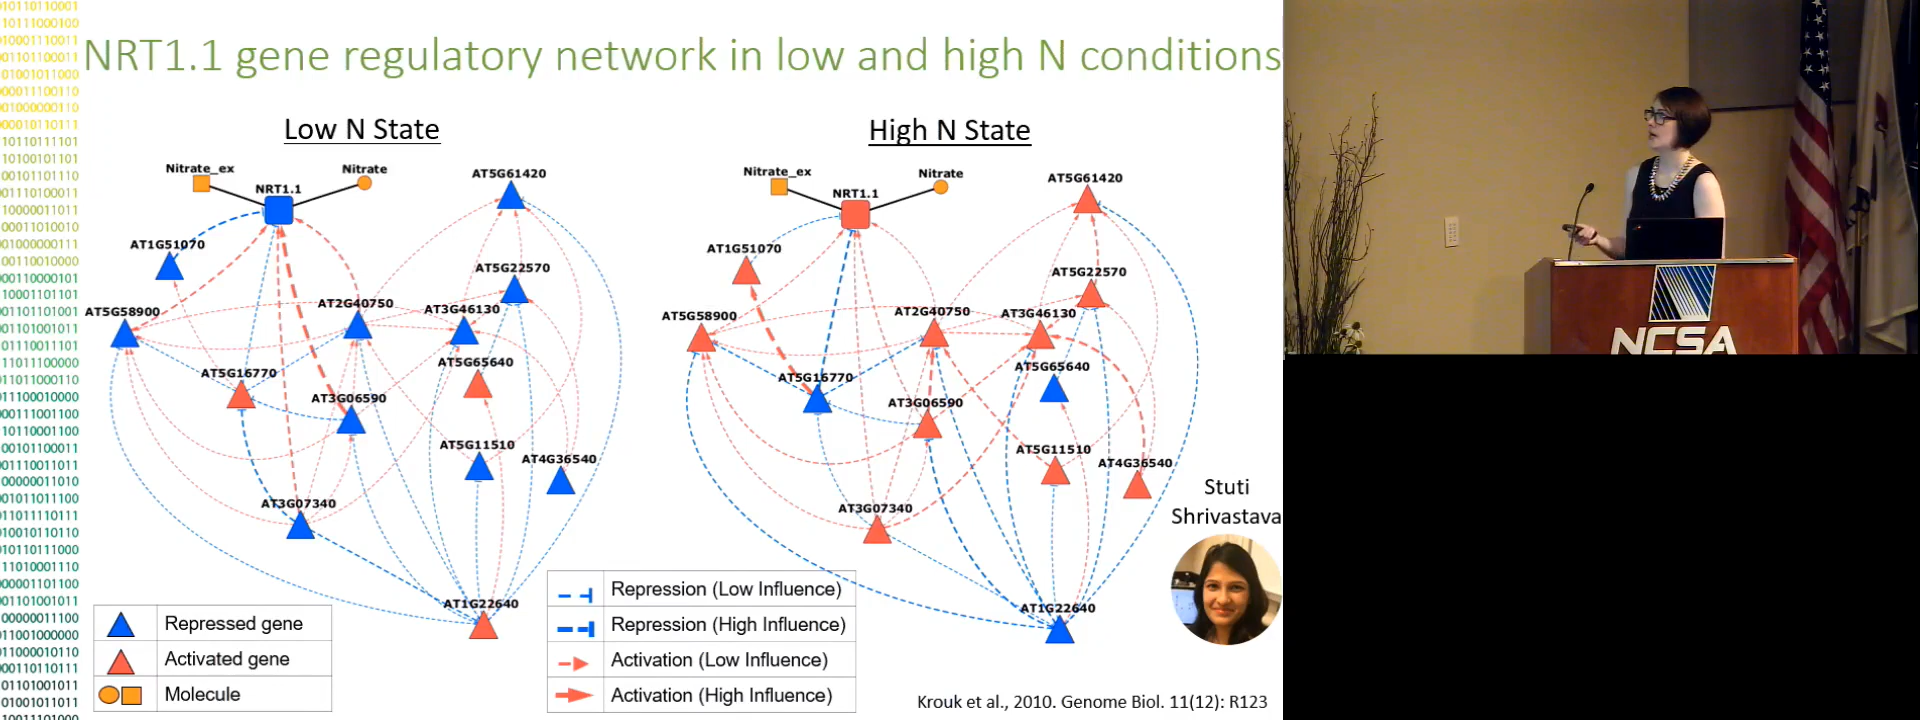 NRT1.1 gene regulatory network in low and high N conditions
Low N State
Nitrate_ex
Nitrate
NRT1.1
AT5G61420
AT1G51070
AT5G22570
AT5G58900
AT2G40750
AT3G46130
AT5G16770
AT5G65640
AT3G06590
AT5G11510
AT4G36540
AT3G07340
AT1G22640
High N State
Nitrate_ex
Nitrate
NRT1.1
AT5G61420
AT1G51070
AT5G22570
AT5G58900
AT2G40750
AT3G46130
AT5G16770
AT5G65640
AT3G06590
AT5G11510
AT4G36540
AT3G07340
AT1G22640
Repressed gene
Activated gene
Molecule
Repression (Low Influence)
Repression (High Influence)
Activation (Low Influence)
Activation (High Influence)
Stuti
Shrivastava
Krouk et al., 2010. Genome Biol. 11(12): R123
NCSA